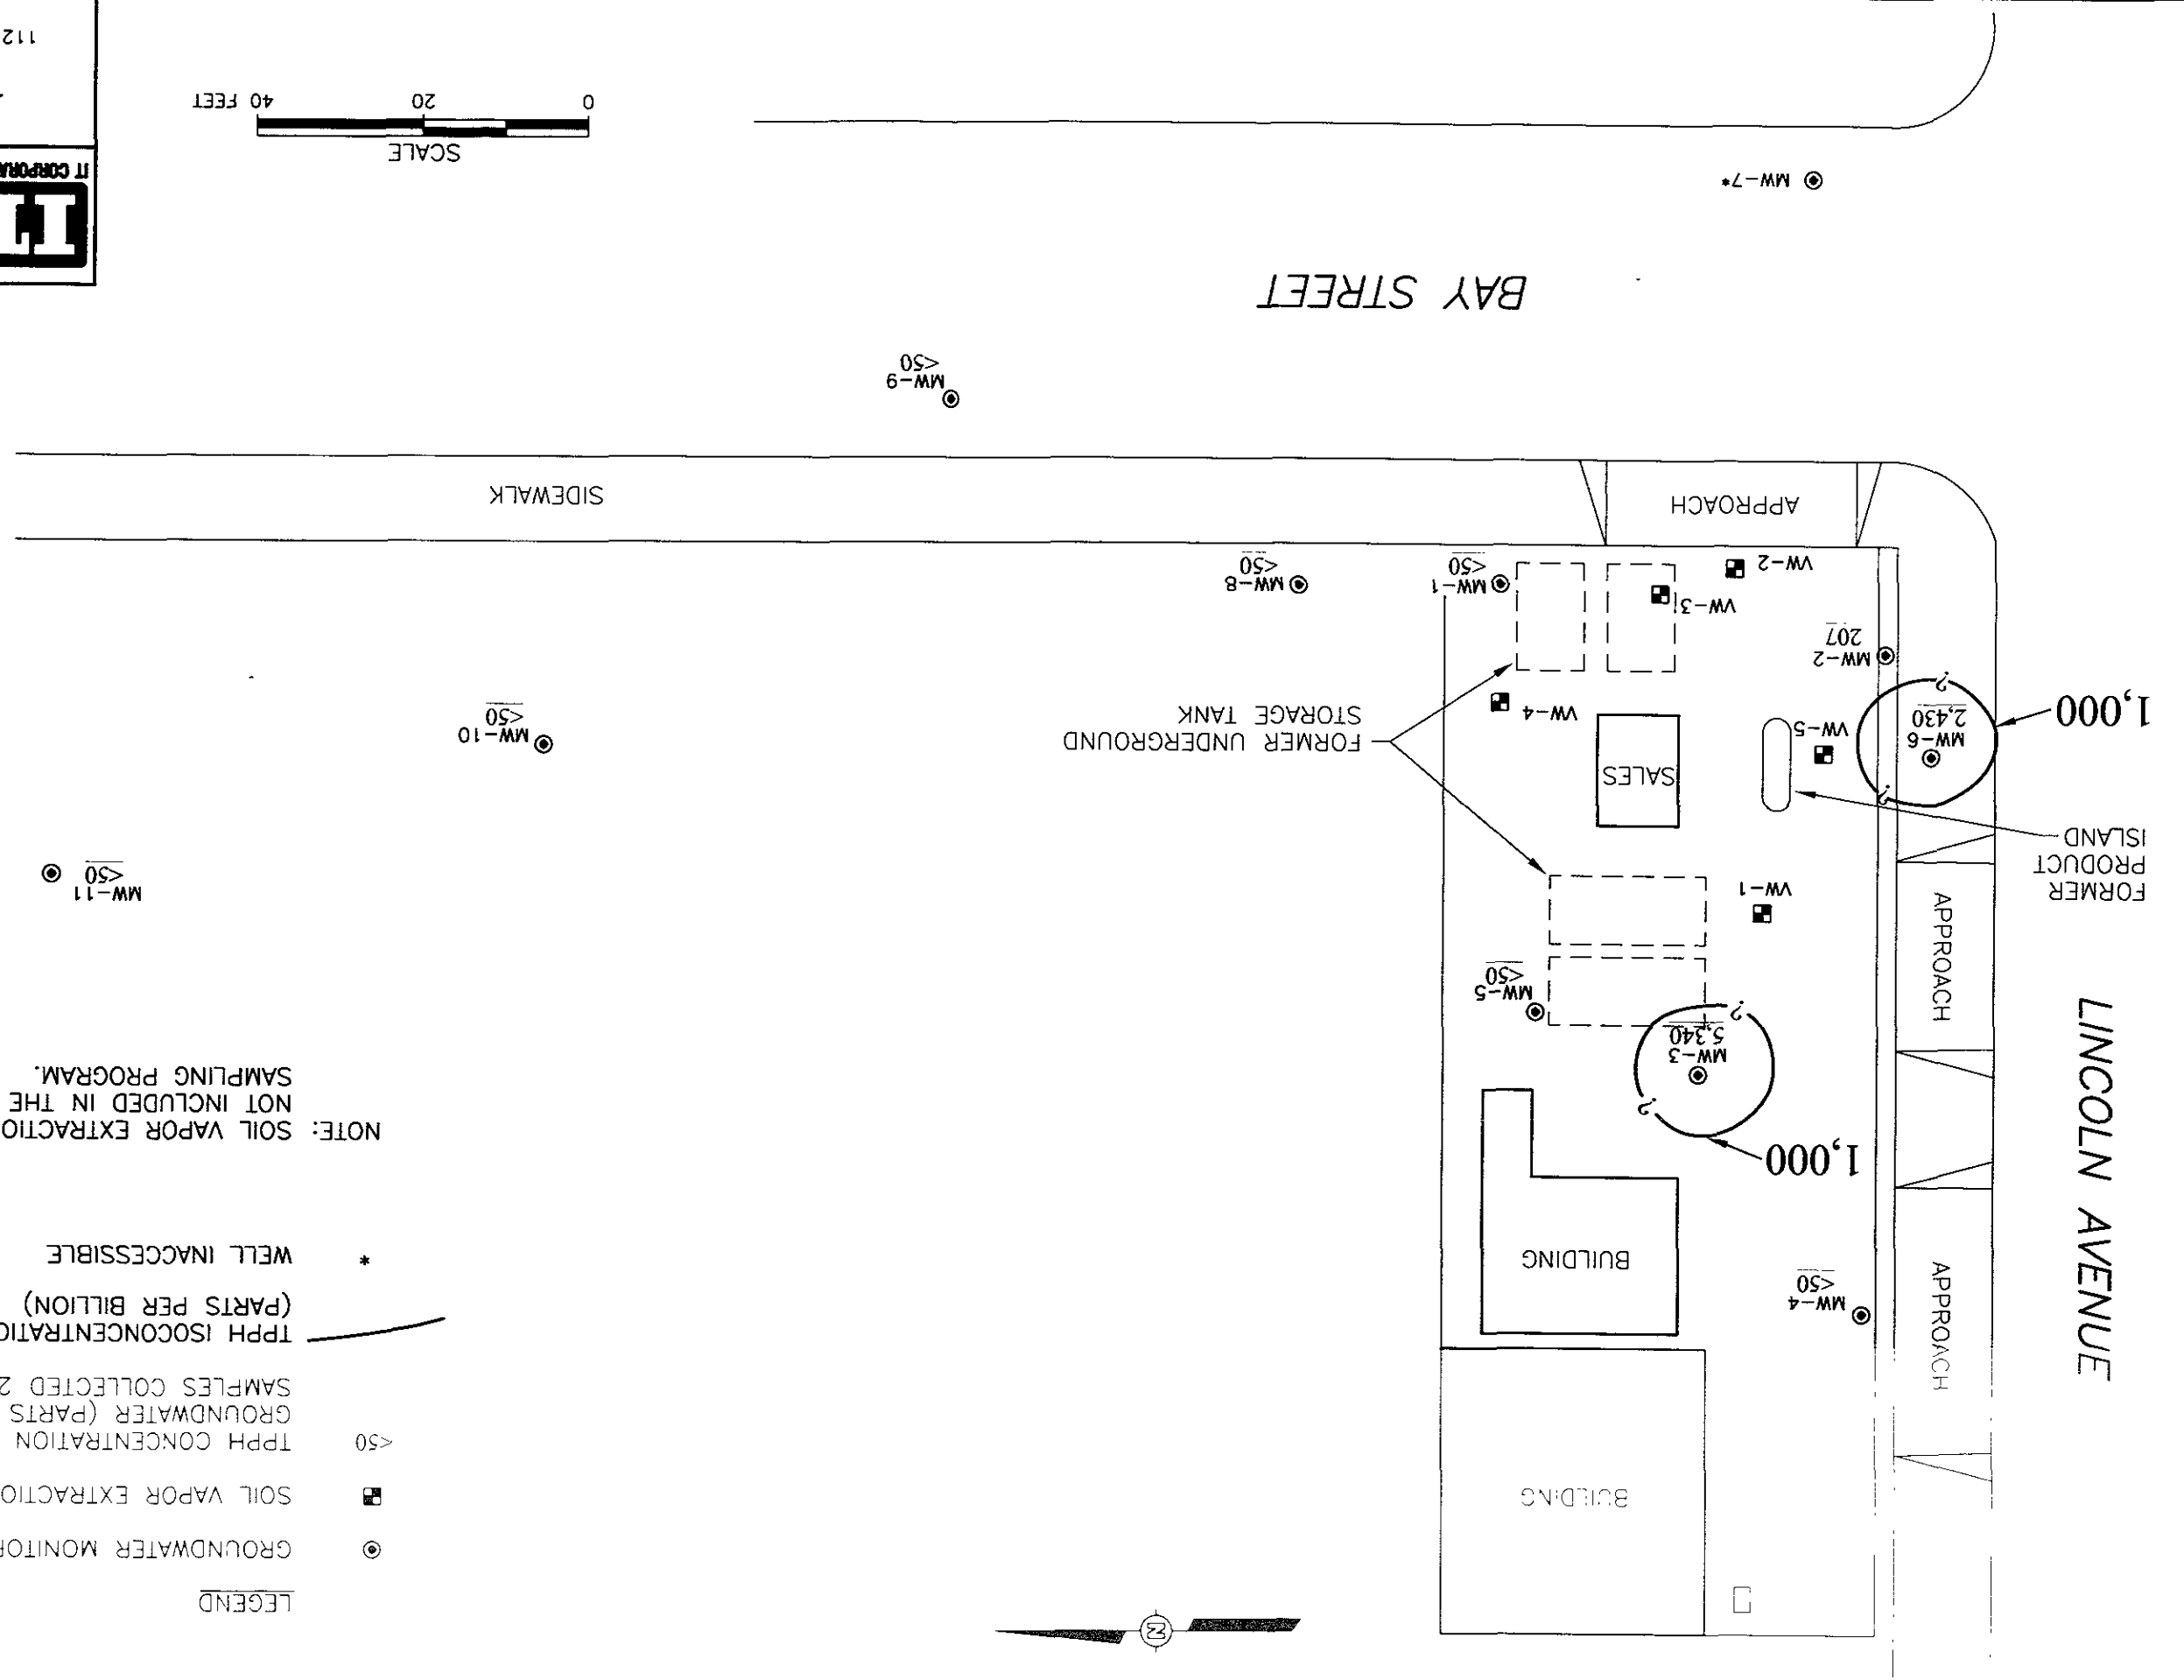 LEGEND
GROUNDWATER MONITOR
SOIL VAPOR EXTRACTIO
<50
TPPH CONCENTRATION
GROUNDWATER (PARTS
SAMPLES COLLECTED 2
TPPH ISOCONCENTRATIO
(PARTS PER BILLION)
*
WELL INACCESSIBLE
NOTE: SOIL VAPOR EXTRACTIO
NOT INCLUDED IN THE
SAMPLING PROGRAM.
BUILDING
BUILDING
MW-4
<50
APPROACH
APPROACH
LINCOLN AVENUE
1,000
MW-3
5,340
MW-5
<50
VW-1
FORMER
PRODUCT
ISLAND
MW-11
<50
SALES
VW-5
MW-6
2,430
1,000
FORMER UNDERGROUND
STORAGE TANK
VW-4
MW-10
<50
MW-2
207
VW-3
VW-2
MW-1
<50
MW-8
<50
APPROACH
SIDEWALK
MW-9
<50
BAY STREET
MW-7*
SCALE
0
20
40 FEET
IT
IT CORPORA
112
?
?
?
?